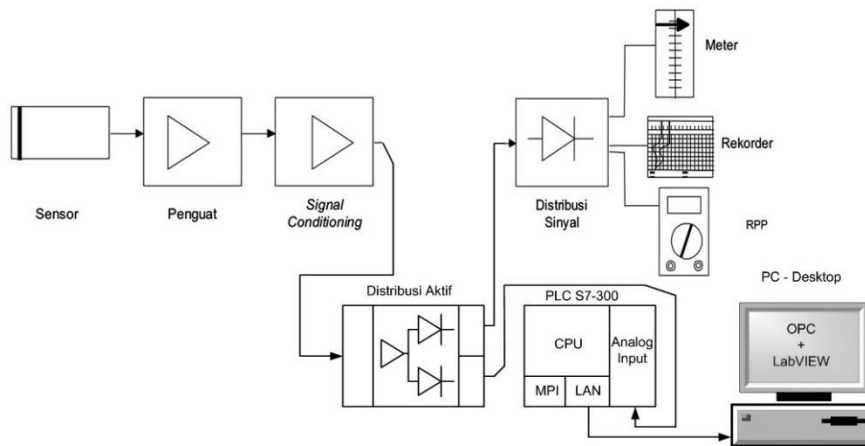 Meter
Rekorder
RPP
Sensor
Penguat
Signal
Conditioning
Distribusi
Sinyal
Distribusi Aktif
PLC S7-300
CPU
Analog
Input
MPI
LAN
PC - Desktop
OPC
+
LabVIEW